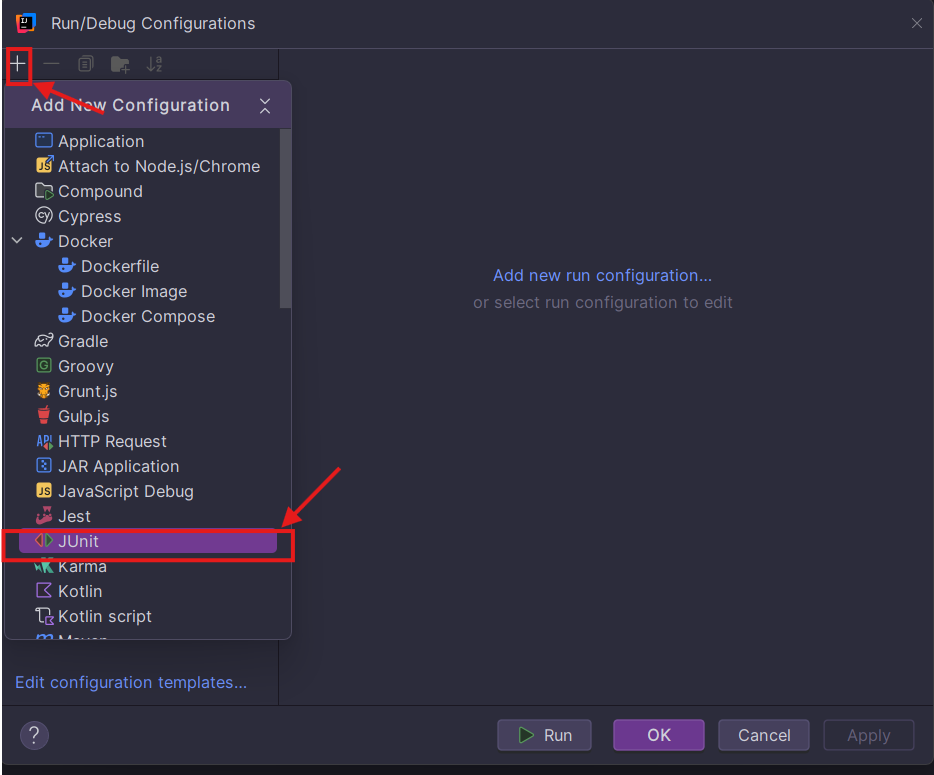 Run/Debug Configurations
Add New Configuration
Application
Attach to Node.js/Chrome
Compound
Cypress
Docker
Dockerfile
Docker Image
Docker Compose
Gradle
Groovy
Grunt.js
Gulp.js
HTTP Request
JAR Application
JavaScript Debug
Jest
JUnit
Karma
Kotlin
Kotlin script
Maven
Add new run configuration...
or select run configuration to edit
Edit configuration templates...
?
Run
OK
Cancel
Apply